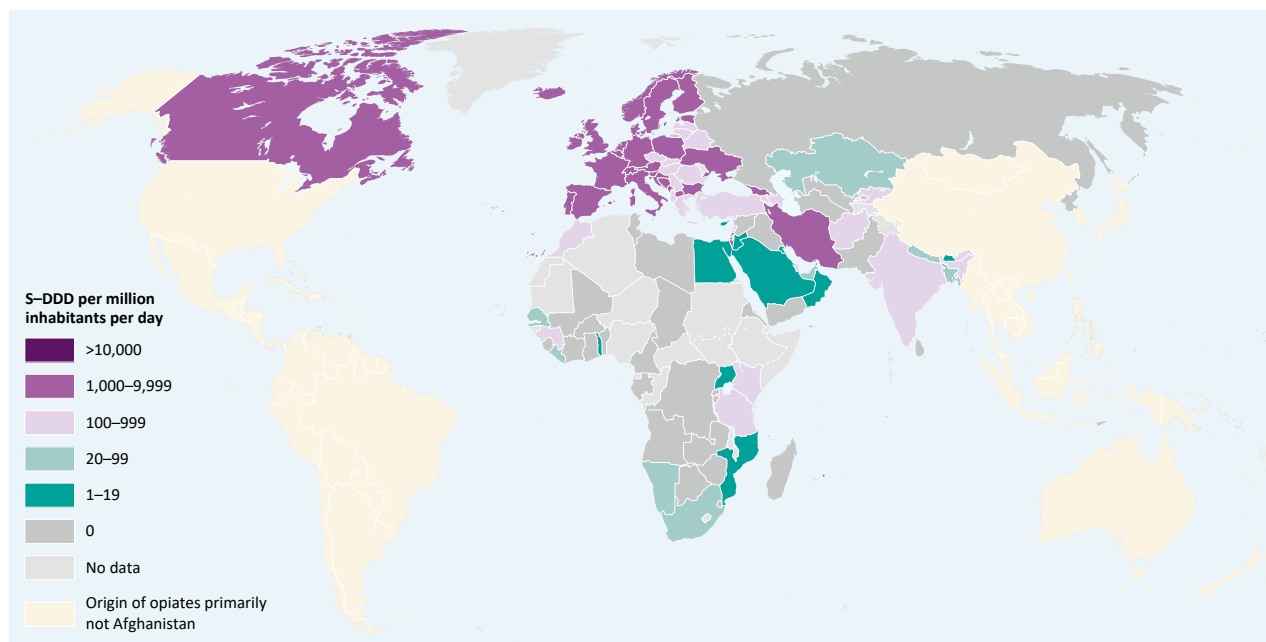 S–DDD per million
inhabitants per day
>10,000
1,000–9,999
100–999
20–99
1–19
0
No data
Origin of opiates primarily
not Afghanistan